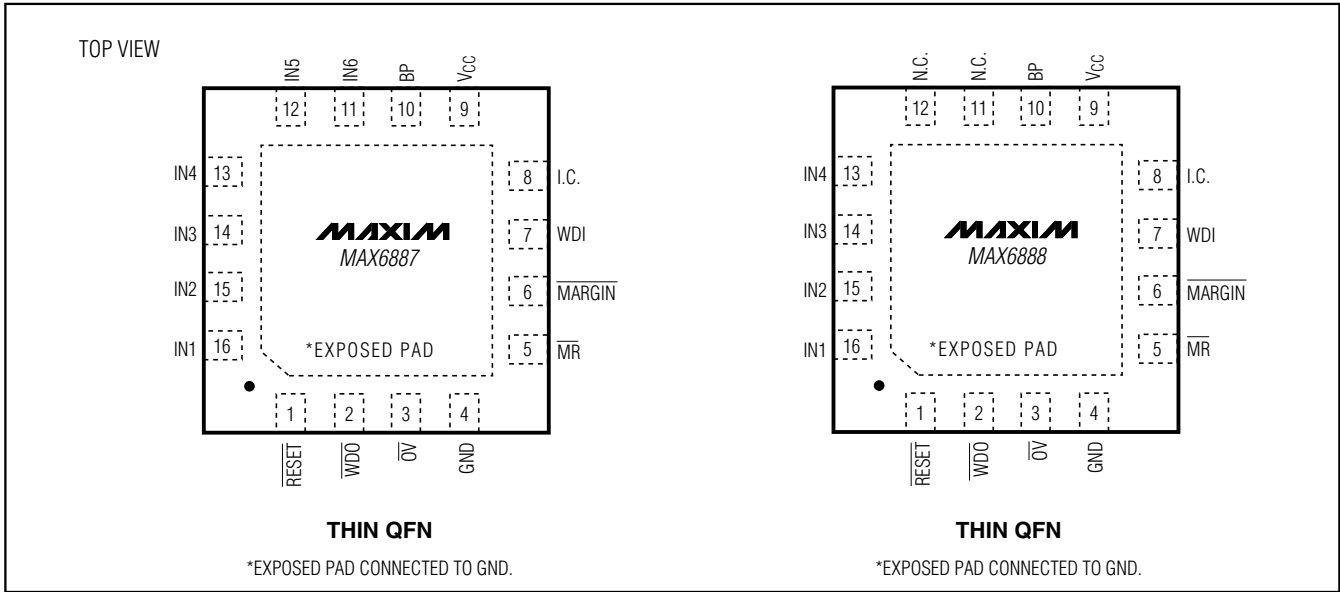 TOP VIEW
IN5 IN6 BP VCC
12 11 10 9
IN4 13
IN3 14
IN2 15
IN1 16
MAXIM
MAX6887
*EXPOSED PAD
8 I.C.
7 WDI
6 MARGIN
5 MR
1 2 3 4
RESET WDO OV GND
THIN QFN
*EXPOSED PAD CONNECTED TO GND.
N.C. N.C. BP VCC
12 11 10 9
IN4 13
IN3 14
IN2 15
IN1 16
MAXIM
MAX6888
*EXPOSED PAD
8 I.C.
7 WDI
6 MARGIN
5 MR
1 2 3 4
RESET WDO OV GND
THIN QFN
*EXPOSED PAD CONNECTED TO GND.